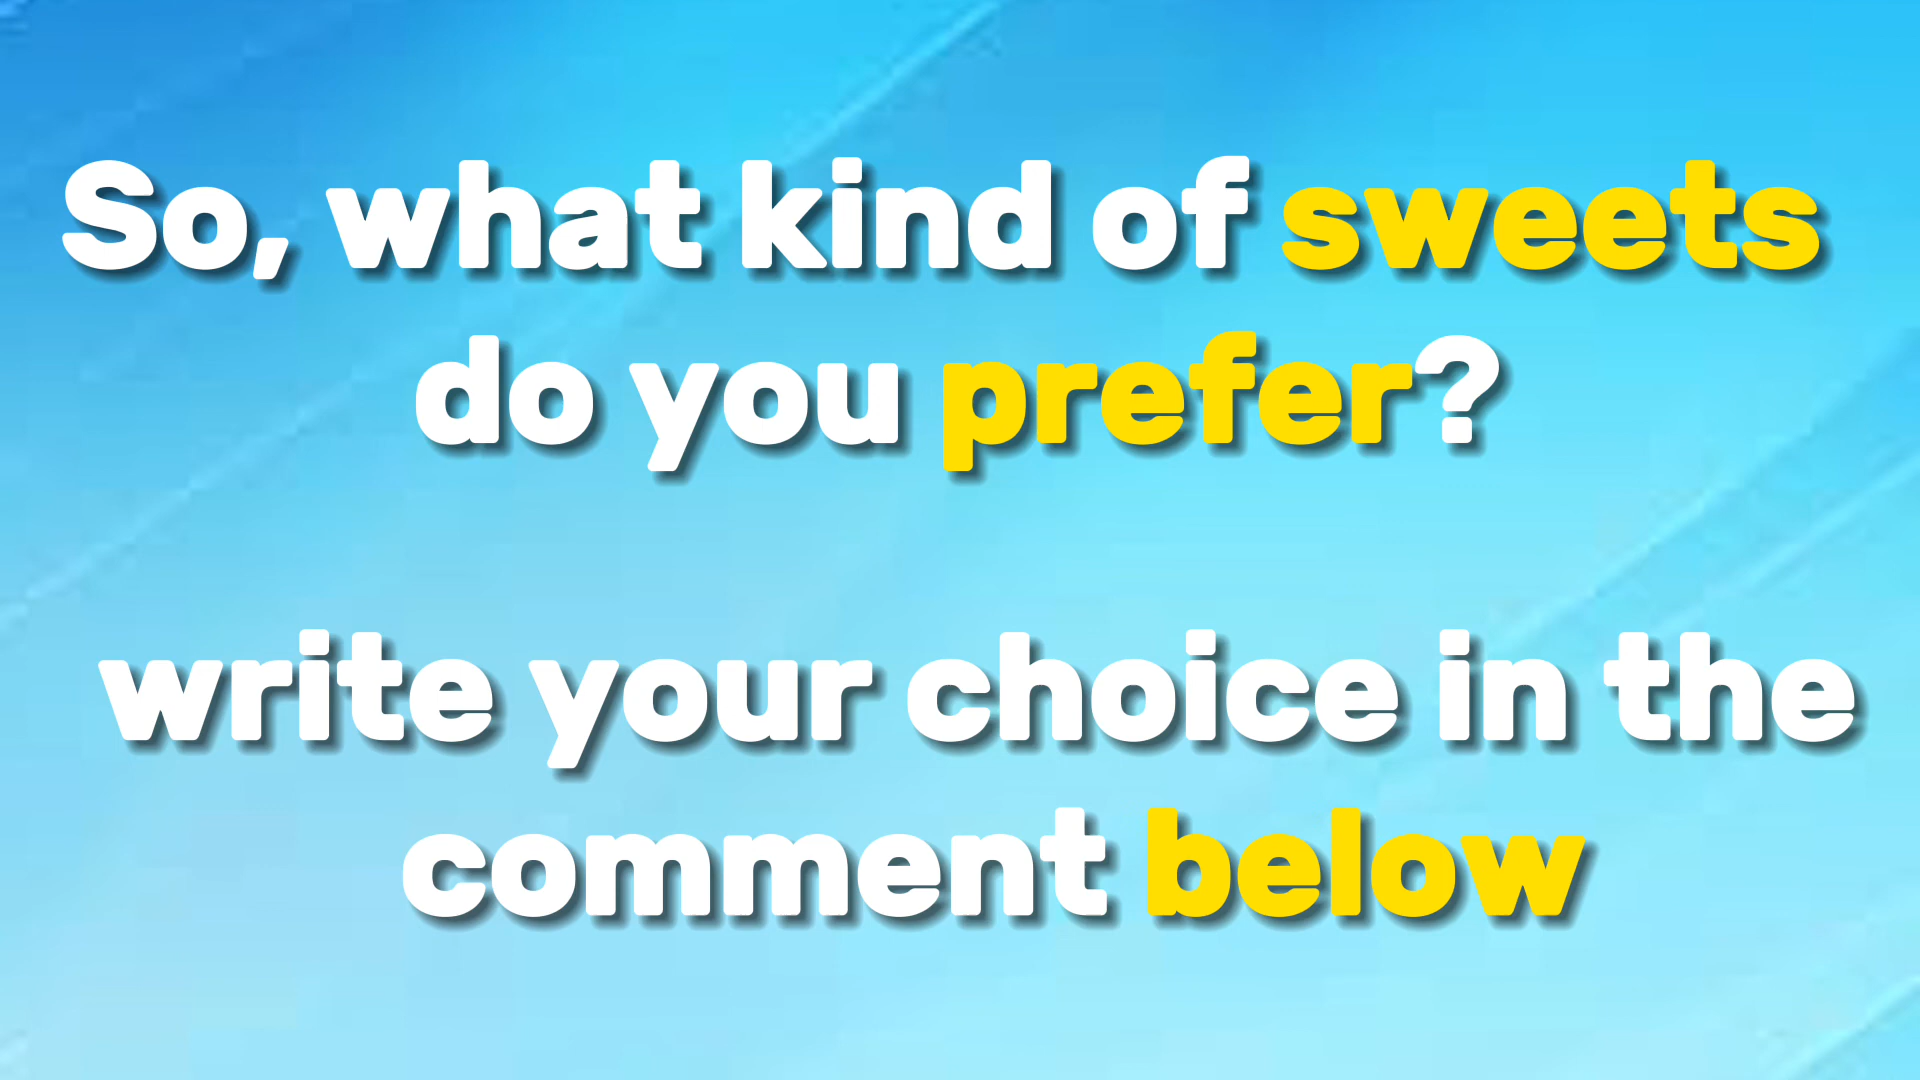 So, what kind of sweets
do you prefer?
write your choice in the
comment below